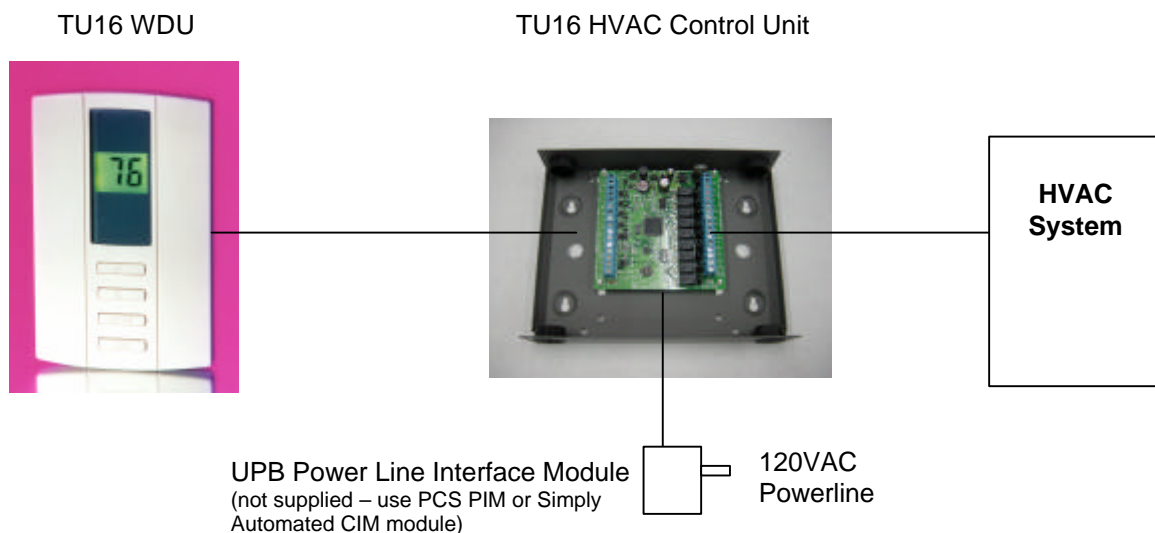 TU16 WDU
TU16 HVAC Control Unit
76
HVAC
System
UPB Power Line Interface Module
(not supplied – use PCS PIM or Simply
Automated CIM module)
120VAC
Powerline